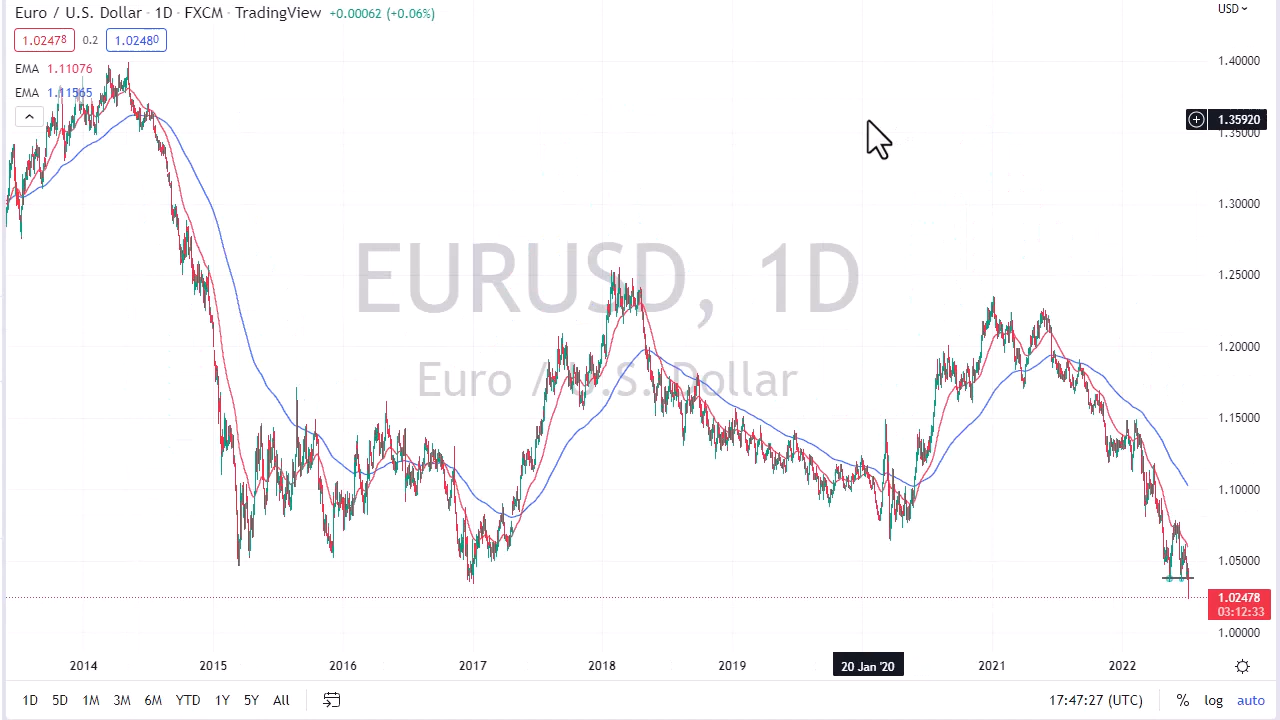 Euro / U.S. Dollar · 1D · FXCM · TradingView +0.00062 (+0.06%)
USD
1.02478 0.2 1.02480
EMA 1.11076
EMA 1.11565
1.40000
1.35920
1.35000
1.30000
EURUSD, 1D
1.25000
1.20000
Euro / U.S. Dollar
1.15000
1.10000
1.05000
1.02478
03:12:33
1.00000
2014 2015 2016 2017 2018 2019 20 Jan '20 2021 2022
1D 5D 1M 3M 6M YTD 1Y 5Y All 17:47:27 (UTC) % log auto